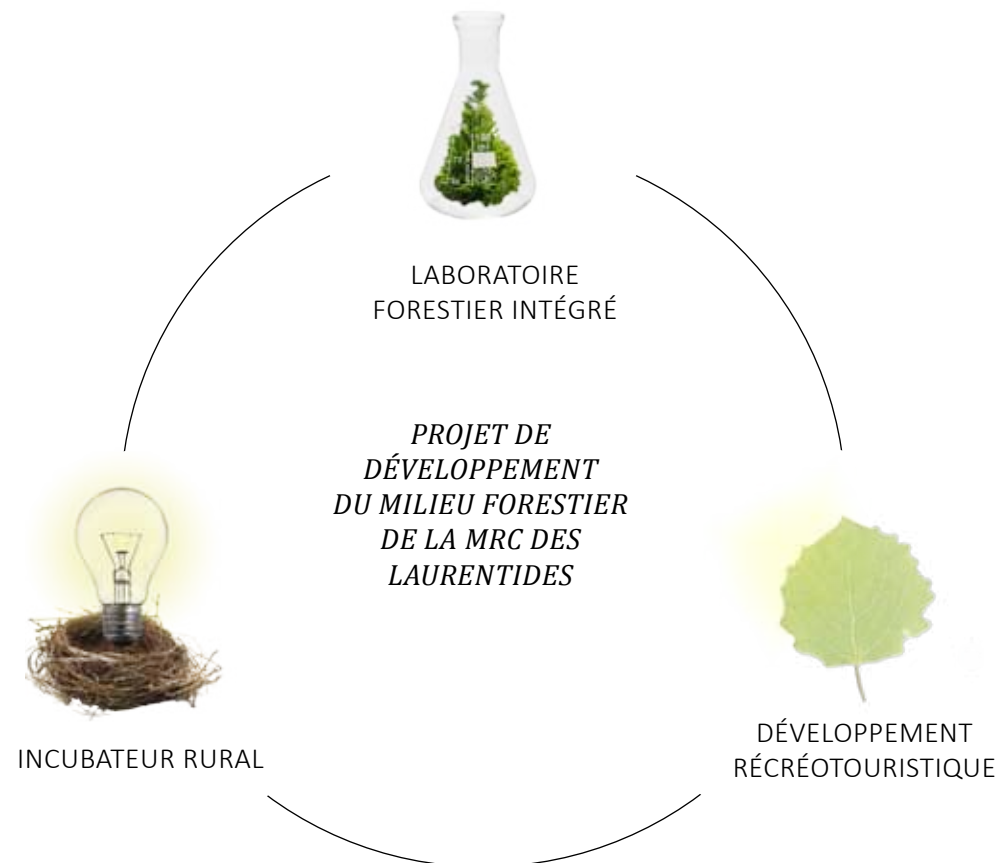 LABORATOIRE
FORESTIER INTÉGRÉ
PROJET DE
DÉVELOPPEMENT
DU MILIEU FORESTIER
DE LA MRC DES
LAURENTIDES
INCUBATEUR RURAL
DÉVELOPPEMENT
RÉCRÉOTOURISTIQUE